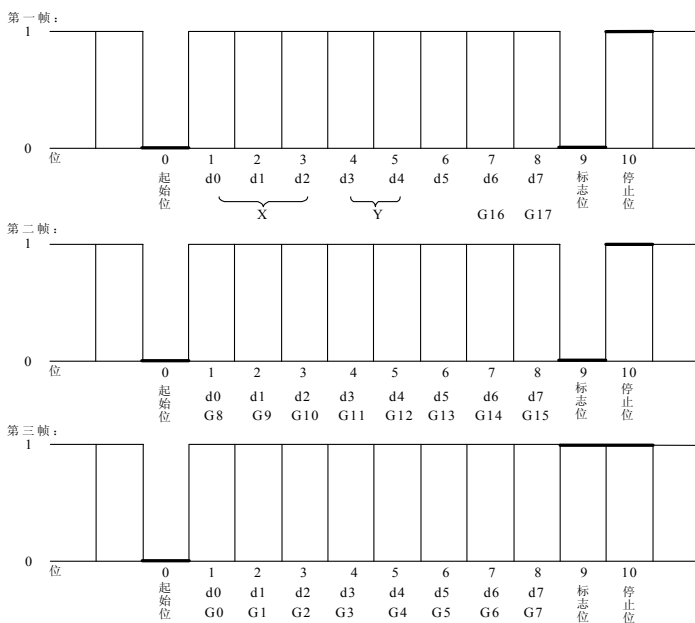 第一帧：
1
0
位 0 1 2 3 4 5 6 7 8 9 10
起始位 d0 d1 d2 d3 d4 d5 d6 d7 标志位 停止位
X Y G16 G17
第二帧：
1
0
位 0 1 2 3 4 5 6 7 8 9 10
起始位 d0 d1 d2 d3 d4 d5 d6 d7 标志位 停止位
G8 G9 G10 G11 G12 G13 G14 G15
第三帧：
1
0
位 0 1 2 3 4 5 6 7 8 9 10
起始位 d0 d1 d2 d3 d4 d5 d6 d7 标志位 停止位
G0 G1 G2 G3 G4 G5 G6 G7